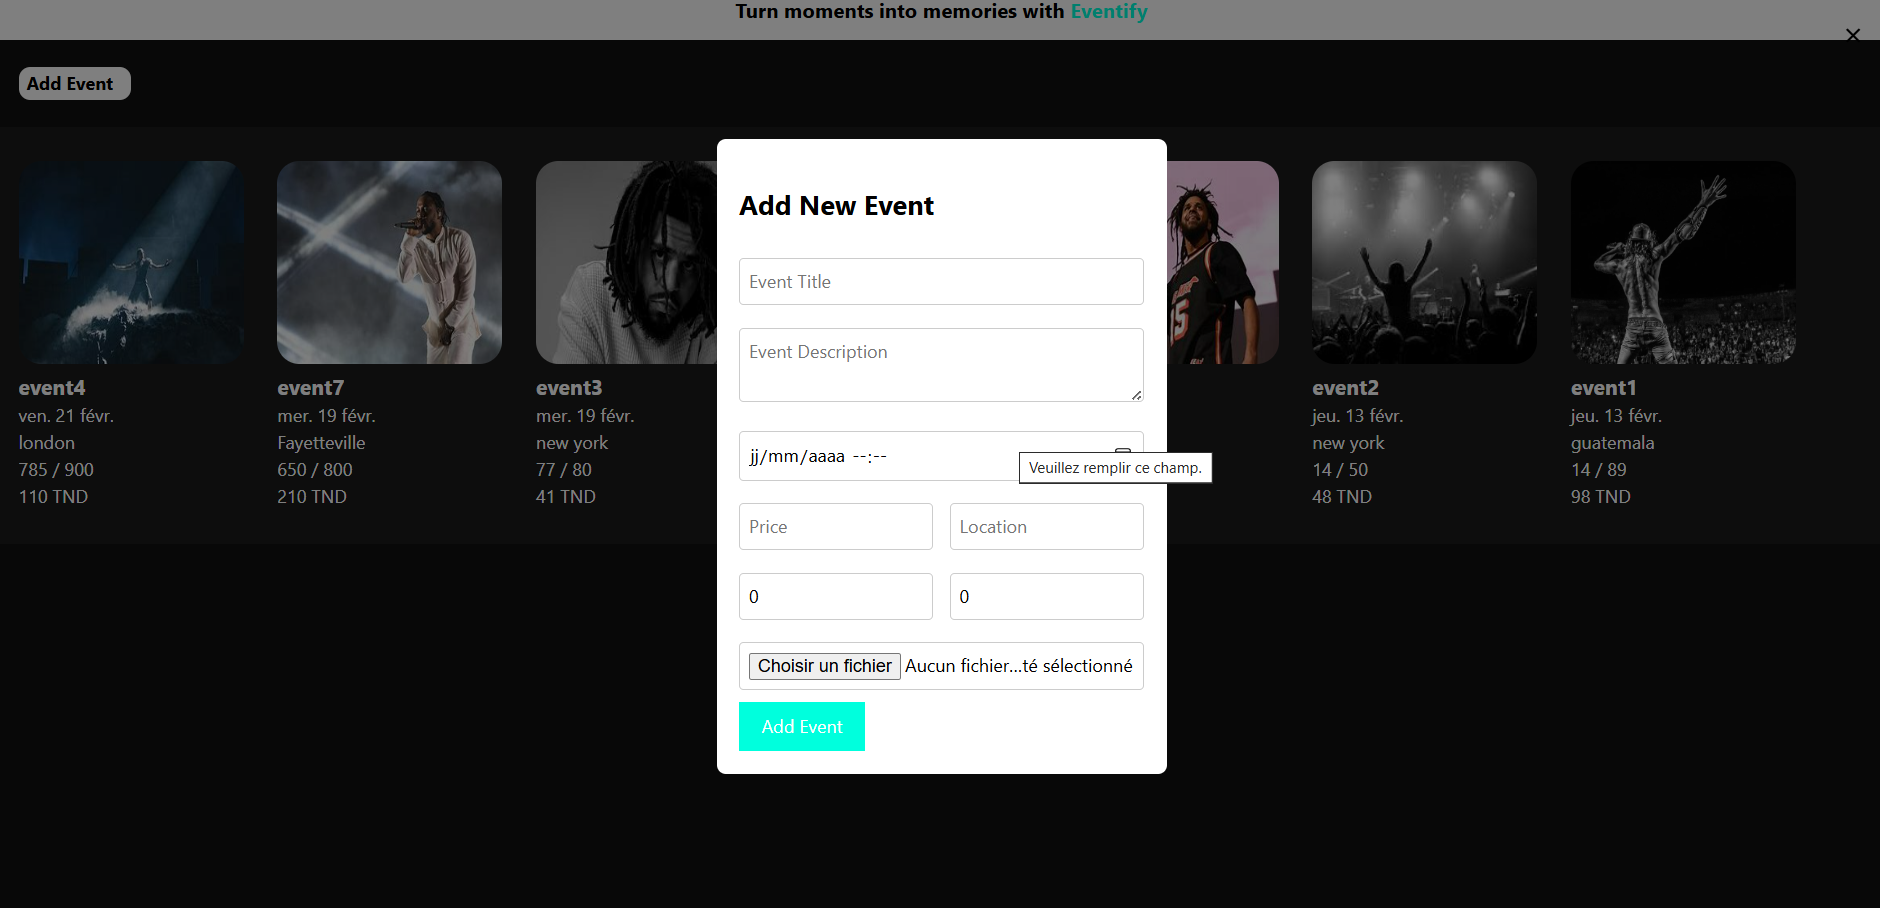 Turn moments into memories with Eventify
Add Event
Add New Event
Event Title
Event Description
jj/mm/aaaa --:--
Veuillez remplir ce champ.
Price
Location
0
0
Choisir un fichier Aucun fichier...té sélectionné
Add Event
event4
ven. 21 févr.
london
785 / 900
110 TND
event7
mer. 19 févr.
Fayetteville
650 / 800
210 TND
event3
mer. 19 févr.
new york
77 / 80
41 TND
event2
jeu. 13 févr.
new york
14 / 50
48 TND
event1
jeu. 13 févr.
guatemala
14 / 89
98 TND